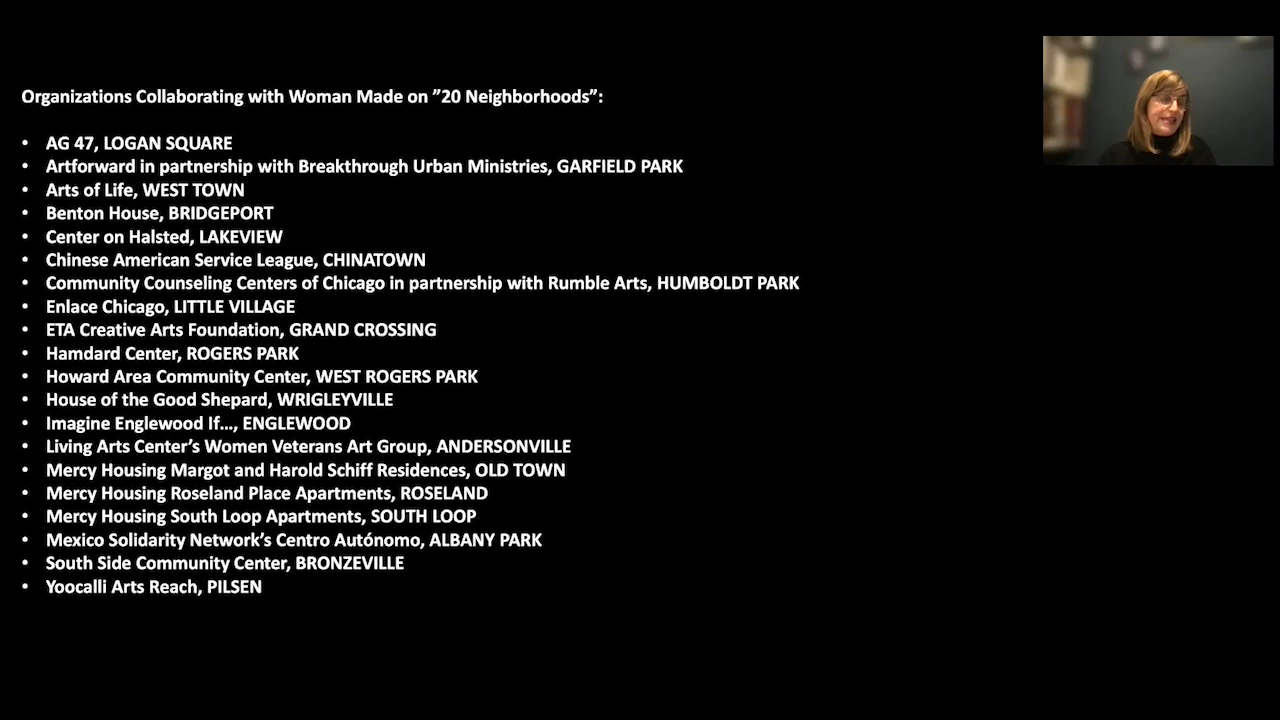 Organizations Collaborating with Woman Made on ”20 Neighborhoods”:
• AG 47, LOGAN SQUARE
• Artforward in partnership with Breakthrough Urban Ministries, GARFIELD PARK
• Arts of Life, WEST TOWN
• Benton House, BRIDGEPORT
• Center on Halsted, LAKEVIEW
• Chinese American Service League, CHINATOWN
• Community Counseling Centers of Chicago in partnership with Rumble Arts, HUMBOLDT PARK
• Enlace Chicago, LITTLE VILLAGE
• ETA Creative Arts Foundation, GRAND CROSSING
• Hamdard Center, ROGERS PARK
• Howard Area Community Center, WEST ROGERS PARK
• House of the Good Shepard, WRIGLEYVILLE
• Imagine Englewood If…, ENGLEWOOD
• Living Arts Center’s Women Veterans Art Group, ANDERSONVILLE
• Mercy Housing Margot and Harold Schiff Residences, OLD TOWN
• Mercy Housing Roseland Place Apartments, ROSELAND
• Mercy Housing South Loop Apartments, SOUTH LOOP
• Mexico Solidarity Network’s Centro Autónomo, ALBANY PARK
• South Side Community Center, BRONZEVILLE
• Yoocalli Arts Reach, PILSEN